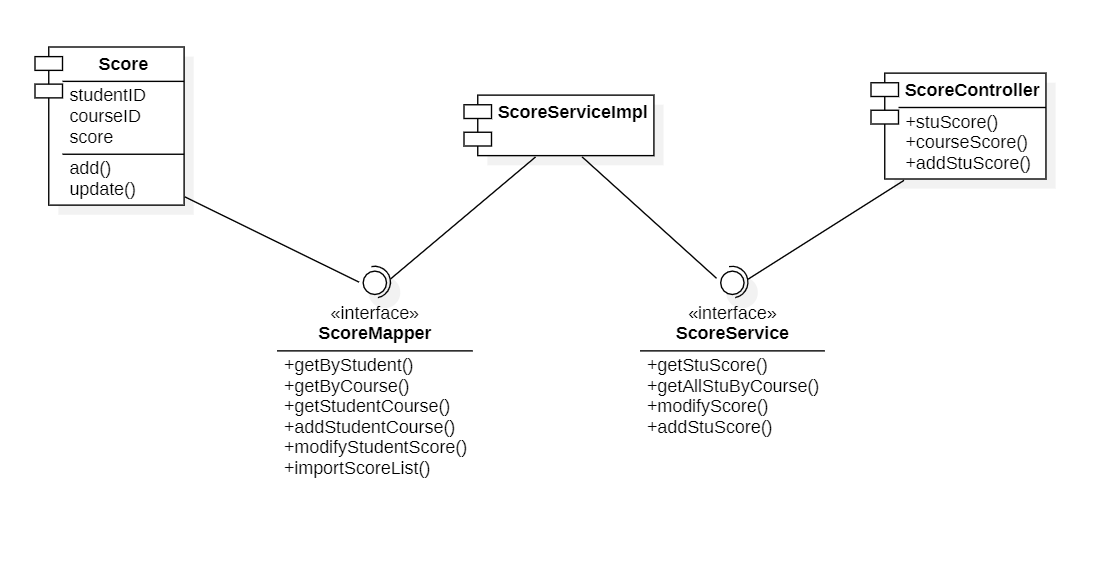 Score
studentID
courseID
score
add()
update()
ScoreServiceImpl
ScoreController
+stuScore()
+courseScore()
+addStuScore()
«interface»
ScoreMapper
+getByStudent()
+getByCourse()
+getStudentCourse()
+addStudentCourse()
+modifyStudentScore()
+importScoreList()
«interface»
ScoreService
+getStuScore()
+getAllStuByCourse()
+modifyScore()
+addStuScore()